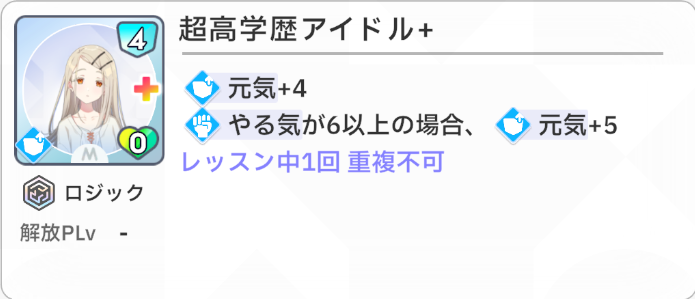 超高学歴アイドル+
4
元気+4
0
やる気が6以上の場合、元気+5
M
レッスン中1回 重複不可
ロジック
解放PLv -